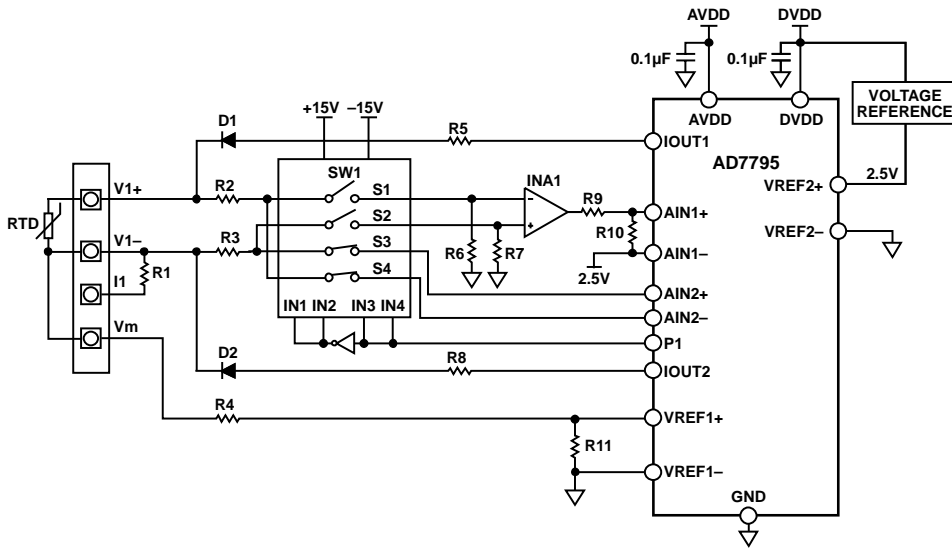 AVDD
DVDD
0.1µF
0.1µF
VOLTAGE
REFERENCE
+15V
–15V
D1
R5
AVDD
DVDD
IOUT1
AD7795
SW1
INA1
V1+
R2
S1
R9
VREF2+
2.5V
–
RTD
S2
+
AIN1+
V1–
R3
R10
VREF2–
S3
R6
R7
AIN1–
R1
2.5V
I1
S4
AIN2+
IN1
IN2
IN3
IN4
AIN2–
Vm
P1
D2
R8
IOUT2
R4
VREF1+
R11
VREF1–
GND